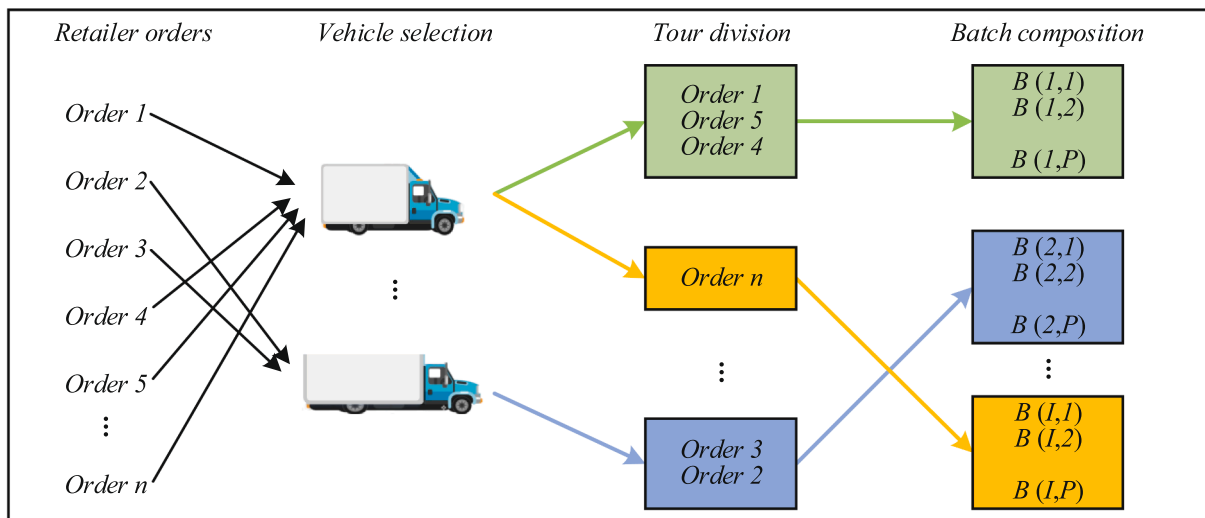 Retailer orders
Vehicle selection
Tour division
Batch composition
Order 1
Order 2
Order 3
Order 4
Order 5
⋮
Order n
⋮
Order 1
Order 5
Order 4
Order n
⋮
Order 3
Order 2
B (1,1)
B (1,2)
B (1,P)
B (2,1)
B (2,2)
B (2,P)
⋮
B (I,1)
B (I,2)
B (I,P)